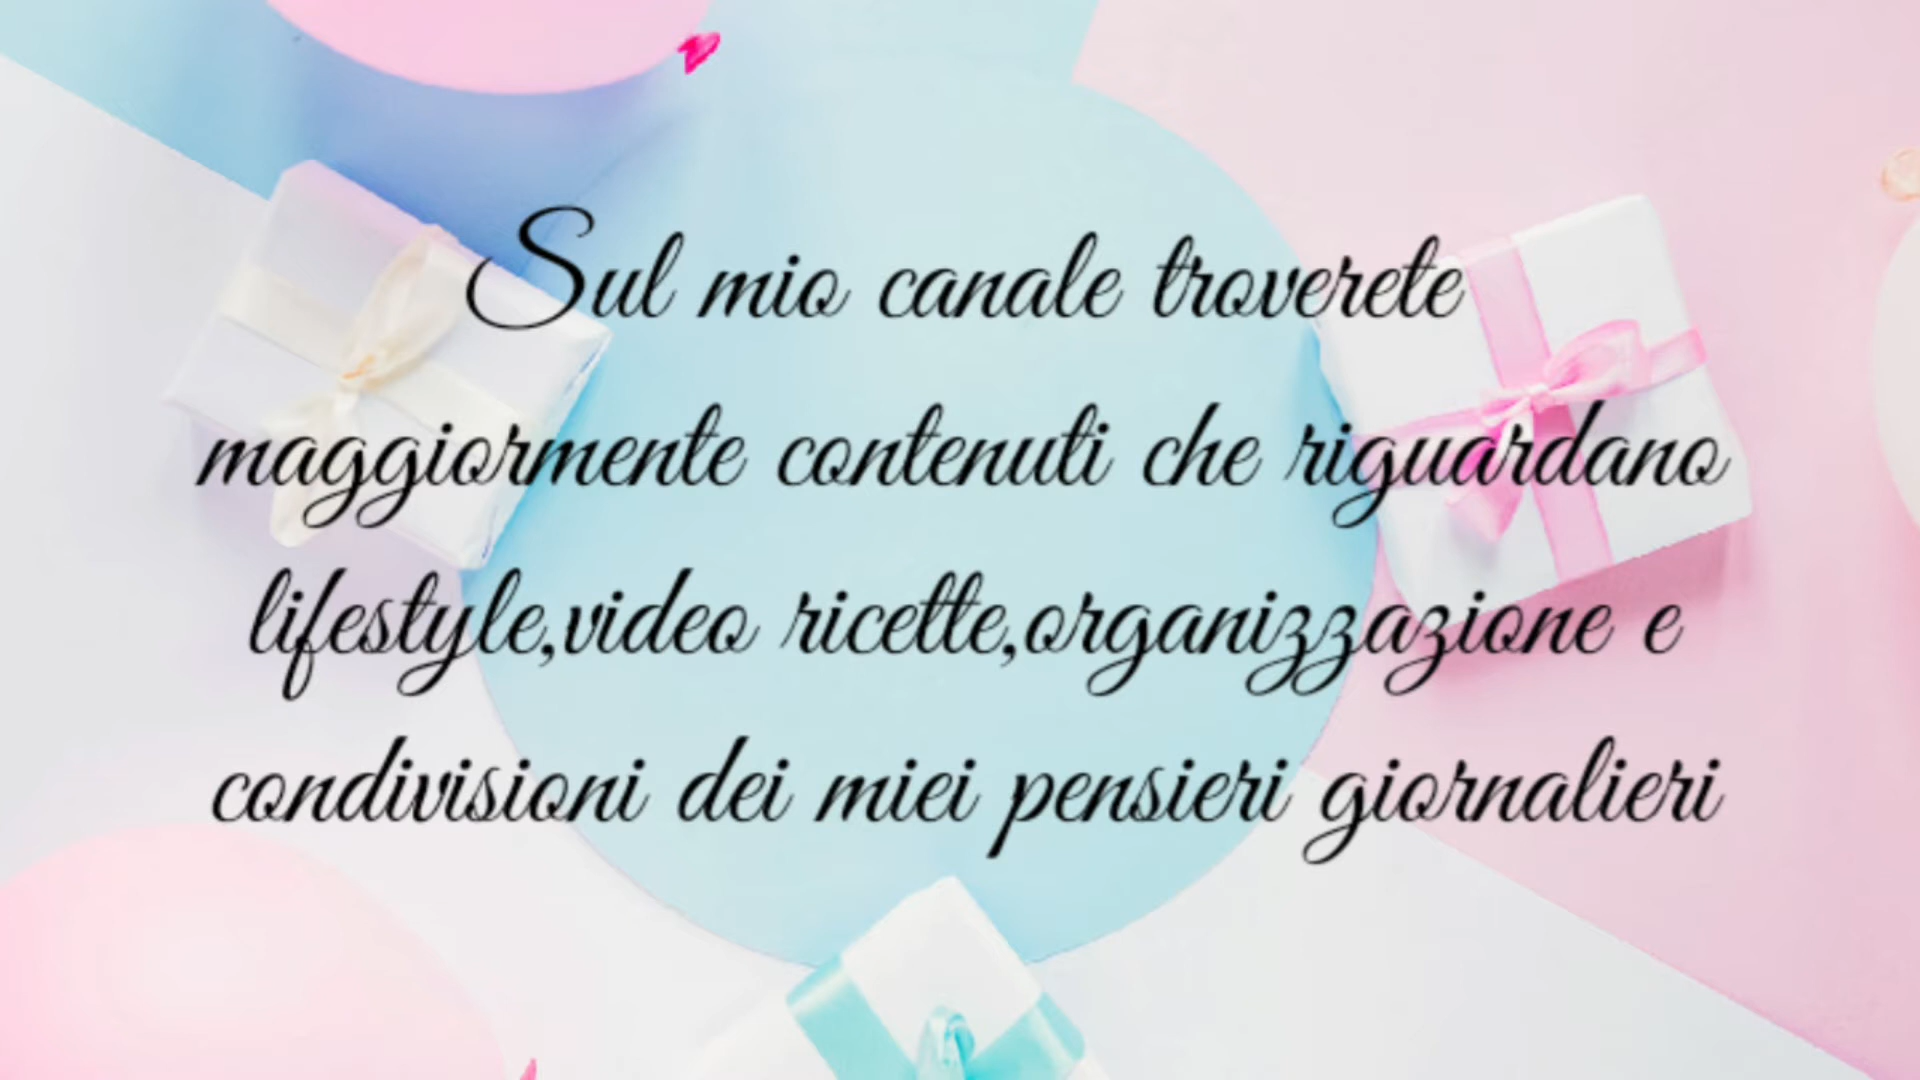 Sul mio canale troverete
maggiormente contenuti che riguardano
lifestyle,video ricette,organizzazione e
condivisioni dei miei pensieri giornalieri